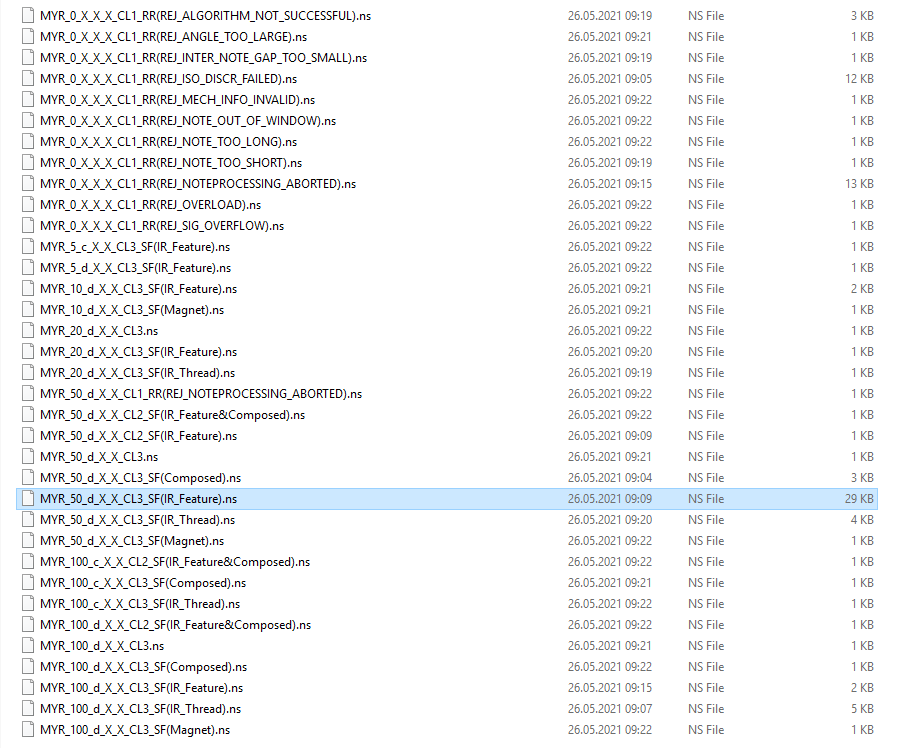 MYR_0_X_X_X_CL1_RR(REJ_ALGORITHM_NOT_SUCCESSFUL).ns 26.05.2021 09:19 NS File 3 KB
MYR_0_X_X_X_CL1_RR(REJ_ANGLE_TOO_LARGE).ns 26.05.2021 09:21 NS File 1 KB
MYR_0_X_X_X_CL1_RR(REJ_INTER_NOTE_GAP_TOO_SMALL).ns 26.05.2021 09:19 NS File 1 KB
MYR_0_X_X_X_CL1_RR(REJ_ISO_DISCR_FAILED).ns 26.05.2021 09:05 NS File 12 KB
MYR_0_X_X_X_CL1_RR(REJ_MECH_INFO_INVALID).ns 26.05.2021 09:22 NS File 1 KB
MYR_0_X_X_X_CL1_RR(REJ_NOTE_OUT_OF_WINDOW).ns 26.05.2021 09:22 NS File 1 KB
MYR_0_X_X_X_CL1_RR(REJ_NOTE_TOO_LONG).ns 26.05.2021 09:22 NS File 1 KB
MYR_0_X_X_X_CL1_RR(REJ_NOTE_TOO_SHORT).ns 26.05.2021 09:19 NS File 1 KB
MYR_0_X_X_X_CL1_RR(REJ_NOTEPROCESSING_ABORTED).ns 26.05.2021 09:15 NS File 13 KB
MYR_0_X_X_X_CL1_RR(REJ_OVERLOAD).ns 26.05.2021 09:22 NS File 1 KB
MYR_0_X_X_X_CL1_RR(REJ_SIG_OVERFLOW).ns 26.05.2021 09:22 NS File 1 KB
MYR_5_c_X_X_CL3_SF(IR_Feature).ns 26.05.2021 09:22 NS File 1 KB
MYR_5_d_X_X_CL3_SF(IR_Feature).ns 26.05.2021 09:22 NS File 1 KB
MYR_10_d_X_X_CL3_SF(IR_Feature).ns 26.05.2021 09:21 NS File 2 KB
MYR_10_d_X_X_CL3_SF(Magnet).ns 26.05.2021 09:21 NS File 1 KB
MYR_20_d_X_X_CL3.ns 26.05.2021 09:22 NS File 1 KB
MYR_20_d_X_X_CL3_SF(IR_Feature).ns 26.05.2021 09:20 NS File 1 KB
MYR_20_d_X_X_CL3_SF(IR_Thread).ns 26.05.2021 09:19 NS File 1 KB
MYR_50_d_X_X_CL1_RR(REJ_NOTEPROCESSING_ABORTED).ns 26.05.2021 09:22 NS File 1 KB
MYR_50_d_X_X_CL2_SF(IR_Feature&Composed).ns 26.05.2021 09:22 NS File 1 KB
MYR_50_d_X_X_CL2_SF(IR_Feature).ns 26.05.2021 09:09 NS File 1 KB
MYR_50_d_X_X_CL3.ns 26.05.2021 09:21 NS File 1 KB
MYR_50_d_X_X_CL3_SF(Composed).ns 26.05.2021 09:04 NS File 3 KB
MYR_50_d_X_X_CL3_SF(IR_Feature).ns 26.05.2021 09:09 NS File 29 KB
MYR_50_d_X_X_CL3_SF(IR_Thread).ns 26.05.2021 09:20 NS File 4 KB
MYR_50_d_X_X_CL3_SF(Magnet).ns 26.05.2021 09:22 NS File 1 KB
MYR_100_c_X_X_CL2_SF(IR_Feature&Composed).ns 26.05.2021 09:22 NS File 1 KB
MYR_100_c_X_X_CL3_SF(Composed).ns 26.05.2021 09:21 NS File 1 KB
MYR_100_c_X_X_CL3_SF(IR_Thread).ns 26.05.2021 09:22 NS File 1 KB
MYR_100_d_X_X_CL2_SF(IR_Feature&Composed).ns 26.05.2021 09:22 NS File 1 KB
MYR_100_d_X_X_CL3.ns 26.05.2021 09:21 NS File 1 KB
MYR_100_d_X_X_CL3_SF(Composed).ns 26.05.2021 09:22 NS File 1 KB
MYR_100_d_X_X_CL3_SF(IR_Feature).ns 26.05.2021 09:15 NS File 2 KB
MYR_100_d_X_X_CL3_SF(IR_Thread).ns 26.05.2021 09:07 NS File 5 KB
MYR_100_d_X_X_CL3_SF(Magnet).ns 26.05.2021 09:22 NS File 1 KB